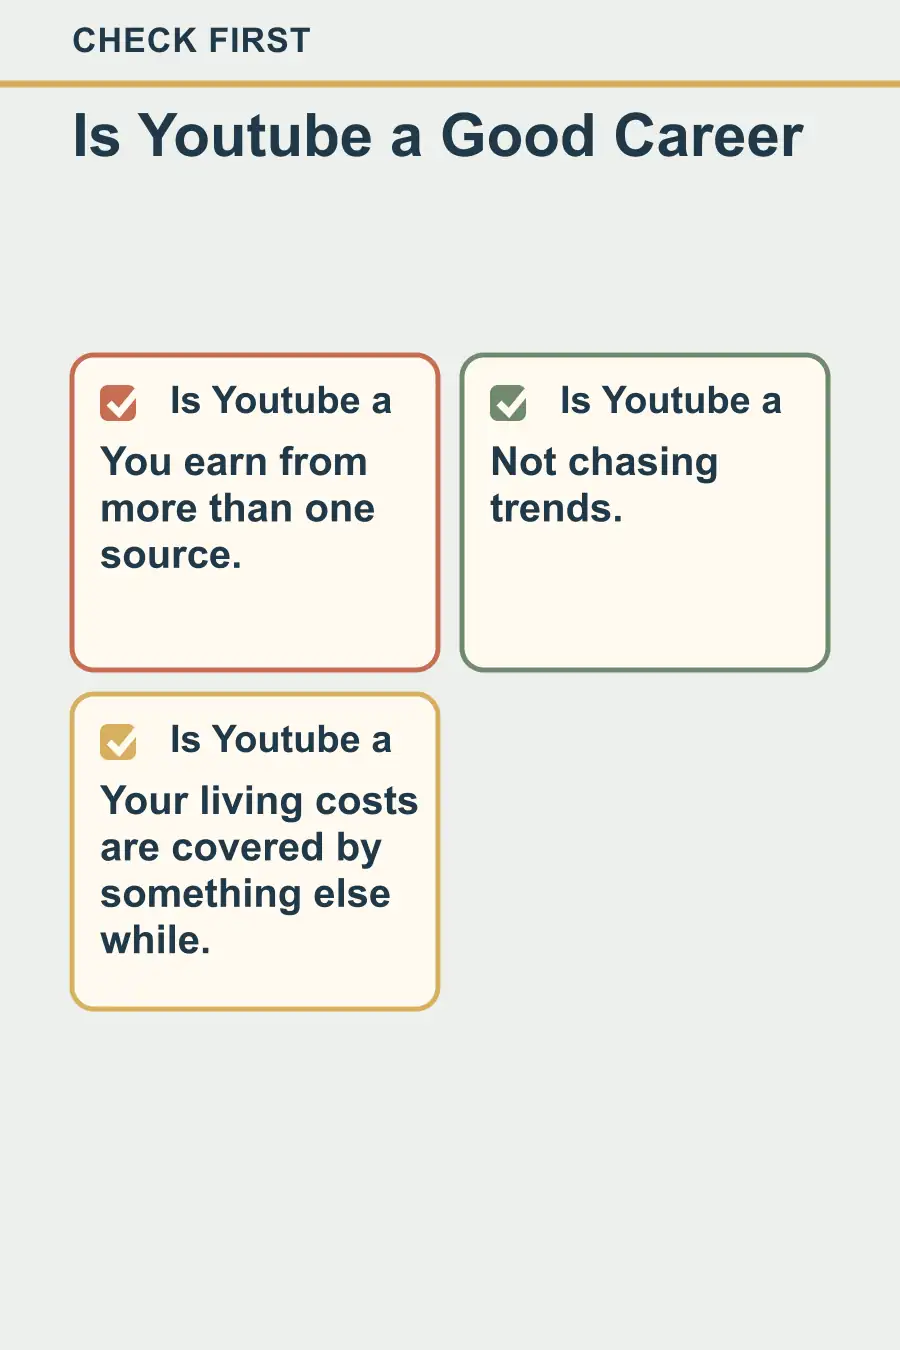 CHECK FIRST
Is Youtube a Good Career
Is Youtube a
You earn from
more than one
source.
Is Youtube a
Not chasing
trends.
Is Youtube a
Your living costs
are covered by
something else
while.